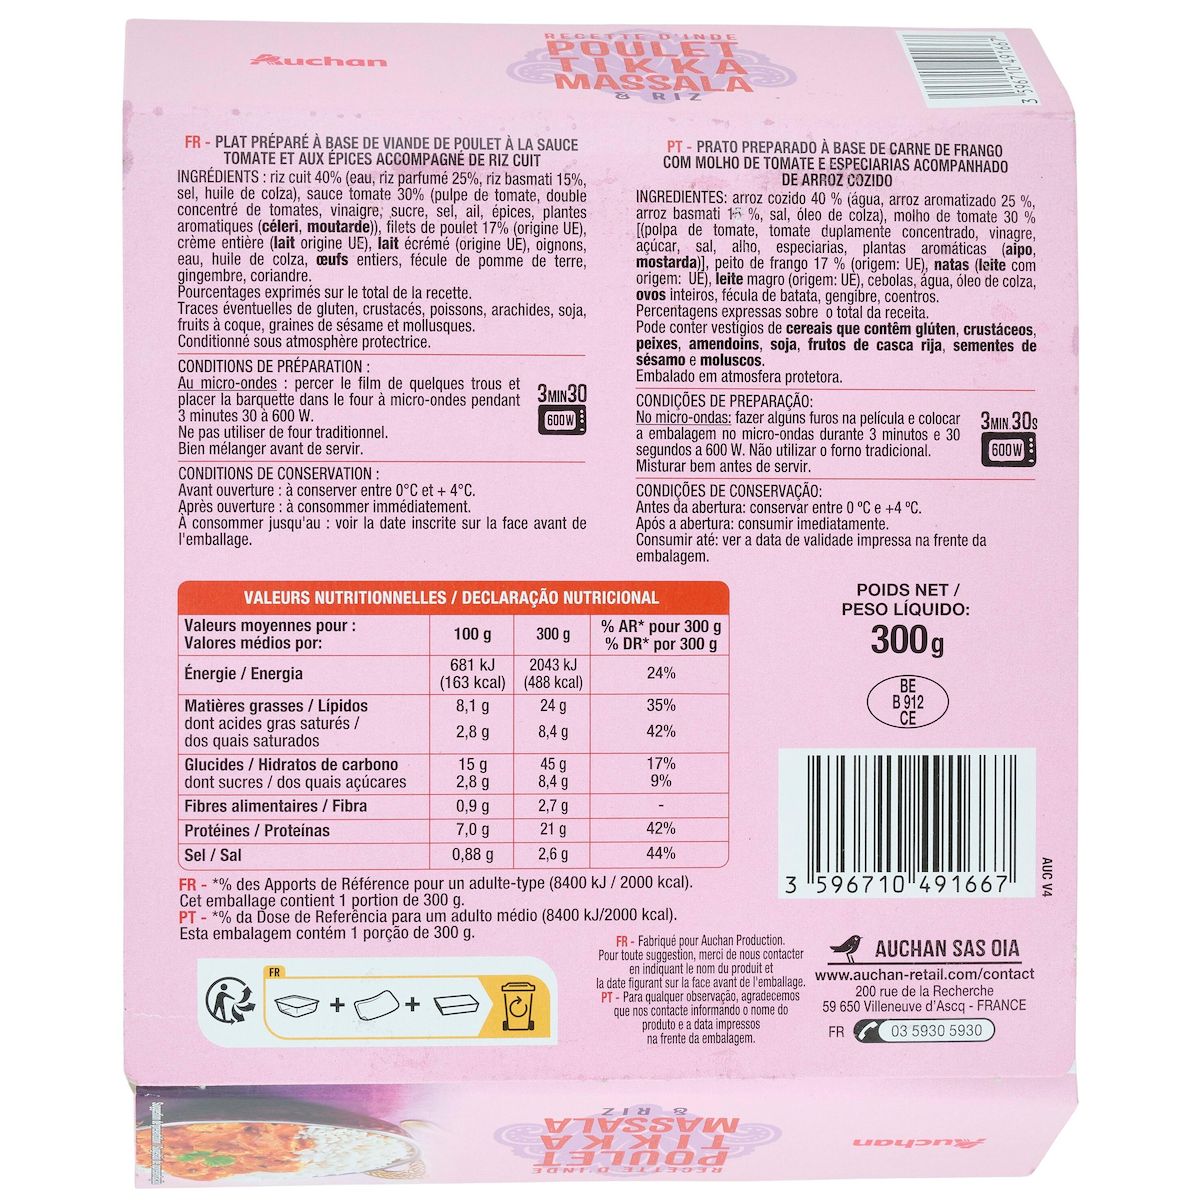 Auchan
RECETTE D'INDE
POULET
TIKKA
MASSALA
& RIZ
3 596710 491667
FR - PLAT PRÉPARÉ À BASE DE VIANDE DE POULET À LA SAUCE
TOMATE ET AUX ÉPICES ACCOMPAGNÉ DE RIZ CUIT
INGRÉDIENTS : riz cuit 40% (eau, riz parfumé 25%, riz basmati 15%,
sel, huile de colza), sauce tomate 30% (pulpe de tomate, double
concentré de tomates, vinaigre, sucre, sel, ail, épices, plantes
aromatiques (céleri, moutarde)), filets de poulet 17% (origine UE),
crème entière (lait origine UE), lait écrémé (origine UE), oignons,
eau, huile de colza, œufs entiers, fécule de pomme de terre,
gingembre, coriandre.
Pourcentages exprimés sur le total de la recette.
Traces éventuelles de gluten, crustacés, poissons, arachides, soja,
fruits à coque, graines de sésame et mollusques.
Conditionné sous atmosphère protectrice.
CONDITIONS DE PRÉPARATION :
Au micro-ondes : percer le film de quelques trous et
placer la barquette dans le four à micro-ondes pendant
3 minutes 30 à 600 W.
Ne pas utiliser de four traditionnel.
Bien mélanger avant de servir.
3MIN30
600W
CONDITIONS DE CONSERVATION :
Avant ouverture : à conserver entre 0°C et + 4°C.
Après ouverture : à consommer immédiatement.
À consommer jusqu'au : voir la date inscrite sur la face avant de
l'emballage.
PT - PRATO PREPARADO À BASE DE CARNE DE FRANGO
COM MOLHO DE TOMATE E ESPECIARIAS ACOMPANHADO
DE ARROZ COZIDO
INGREDIENTES: arroz cozido 40 % (água, arroz aromatizado 25 %,
arroz basmati 15 %, sal, óleo de colza), molho de tomate 30 %
[(polpa de tomate, tomate duplamente concentrado, vinagre,
açúcar, sal, alho, especiarias, plantas aromáticas (aipo,
mostarda)], peito de frango 17 % (origem: UE), natas (leite com
origem: UE), leite magro (origem: UE), cebolas, água, óleo de colza,
ovos inteiros, fécula de batata, gengibre, coentros.
Percentagens expressas sobre o total da receita.
Pode conter vestígios de cereais que contêm glúten, crustáceos,
peixes, amendoins, soja, frutos de casca rija, sementes de
sésamo e moluscos.
Embalado em atmosfera protetora.
CONDIÇÕES DE PREPARAÇÃO:
No micro-ondas: fazer alguns furos na película e colocar
a embalagem no micro-ondas durante 3 minutos e 30
segundos a 600 W. Não utilizar o forno tradicional.
Misturar bem antes de servir.
3MIN.30s
600W
CONDIÇÕES DE CONSERVAÇÃO:
Antes da abertura: conservar entre 0 ºC e +4 ºC.
Após a abertura: consumir imediatamente.
Consumir até: ver a data de validade impressa na frente da
embalagem.
VALEURS NUTRITIONNELLES / DECLARAÇÃO NUTRICIONAL
Valeurs moyennes pour : 100 g 300 g % AR* pour 300 g
Valores médios por: % DR* por 300 g
Énergie / Energia 681 kJ 2043 kJ 24%
(163 kcal) (488 kcal)
Matières grasses / Lípidos 8,1 g 24 g 35%
dont acides gras saturés /
dos quais saturados 2,8 g 8,4 g 42%
Glucides / Hidratos de carbono 15 g 45 g 17%
dont sucres / dos quais açúcares 2,8 g 8,4 g 9%
Fibres alimentaires / Fibra 0,9 g 2,7 g -
Protéines / Proteínas 7,0 g 21 g 42%
Sel / Sal 0,88 g 2,6 g 44%
FR - *% des Apports de Référence pour un adulte-type (8400 kJ / 2000 kcal).
Cet emballage contient 1 portion de 300 g.
PT - *% da Dose de Referência para um adulto médio (8400 kJ/2000 kcal).
Esta embalagem contém 1 porção de 300 g.
POIDS NET /
PESO LÍQUIDO:
300g
BE
B 912
CE
3 596710 491667
AUC V4
FR
+ +
FR - Fabriqué pour Auchan Production.
Pour toute suggestion, merci de nous contacter
en indiquant le nom du produit et
la date figurant sur la face avant de l'emballage.
PT - Para qualquer observação, agradecemos
que nos contacte informando o nome do
produto e a data impressos
na frente da embalagem.
AUCHAN SAS OIA
www.auchan-retail.com/contact
200 rue de la Recherche
59 650 Villeneuve d'Ascq - FRANCE
FR 03 5930 5930
RECETTE D'INDE
POULET
TIKKA
MASSALA
& RIZ
Auchan